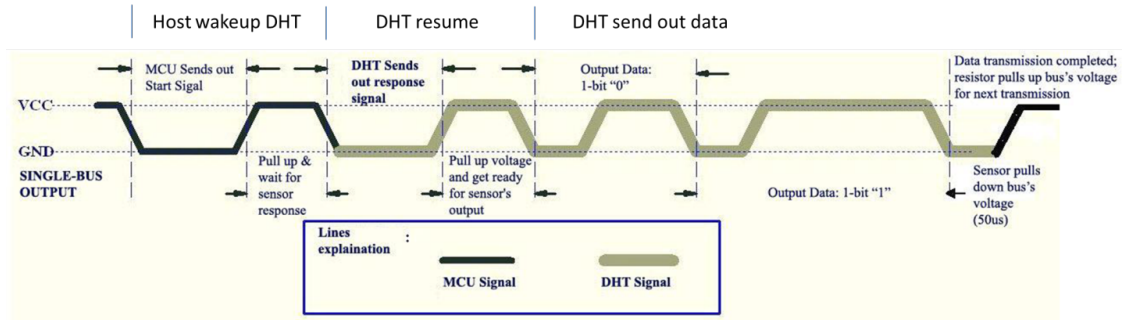 Host wakeup DHT
DHT resume
DHT send out data
MCU Sends out
Start Sigal
DHT Sends
out response
signal
Output Data:
1-bit “0”
Data transmission completed;
resistor pulls up bus’s voltage
for next transmission
VCC
GND
SINGLE-BUS
OUTPUT
Pull up &
wait for
sensor
response
Pull up voltage
and get ready
for sensor's
output
Output Data: 1-bit “1”
Sensor pulls
down bus’s
voltage
(50us)
Lines
explaination :
MCU Signal
DHT Signal